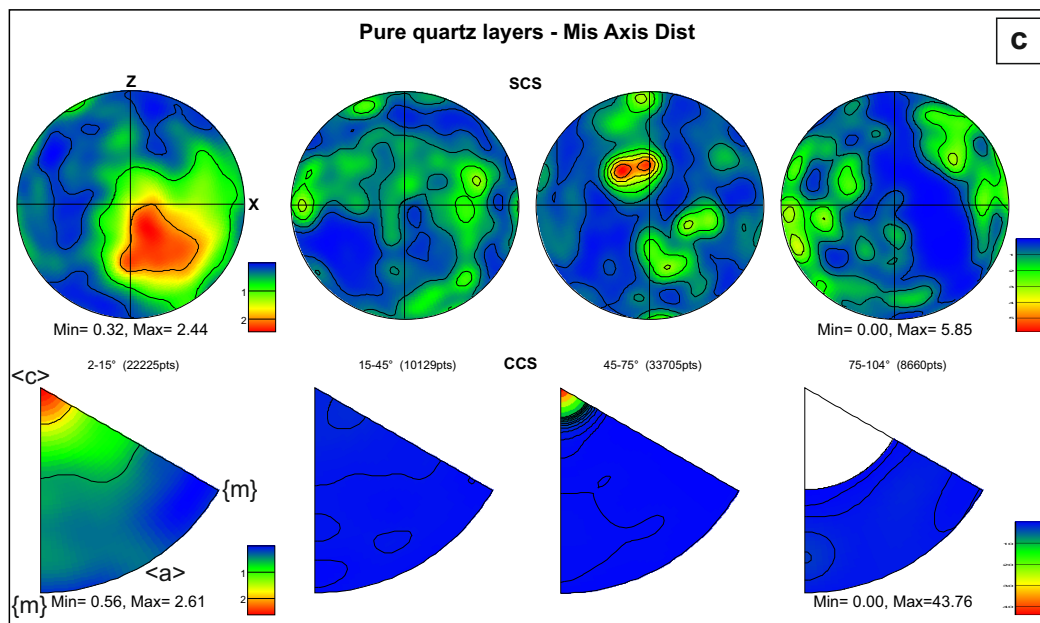 Pure quartz layers - Mis Axis Dist
c
Z
SCS
X
1
2
Min= 0.32, Max= 2.44
Min= 0.00, Max= 5.85
<c>
2-15° (22225pts)
15-45° (10129pts)
CCS
45-75° (33705pts)
75-104° (8660pts)
{m}
<a>
{m}
1
2
Min= 0.56, Max= 2.61
Min= 0.00, Max=43.76